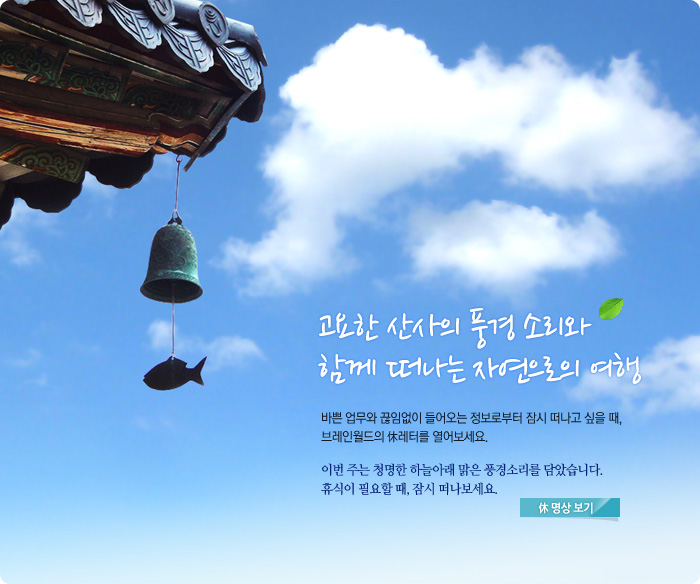 고요한 산사의 풍경 소리와
함께 떠나는 자연으로의 여행
바쁜 업무와 끊임없이 들어오는 정보로부터 잠시 떠나고 싶을 때,
브레인월드의 休레터를 열어보세요.
이번 주는 청명한 하늘아래 맑은 풍경소리를 담았습니다.
휴식이 필요할 때, 잠시 떠나보세요.
休 명상 보기